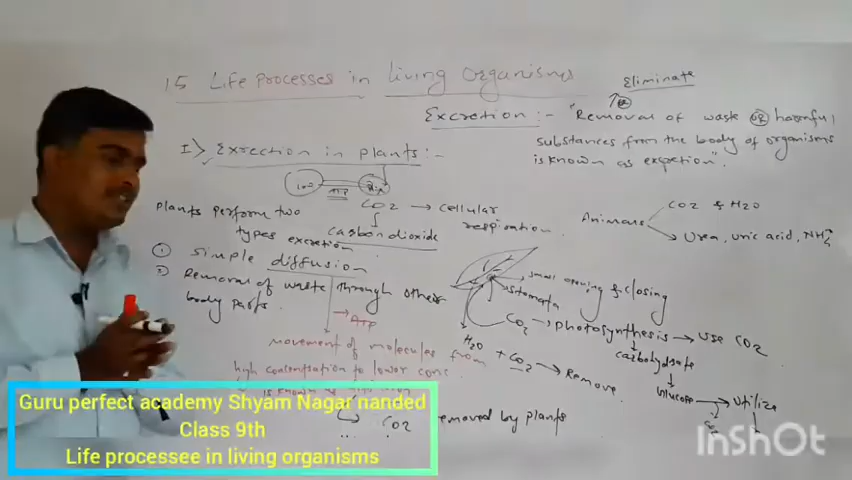 15 Life Processes in living Organisms
Eliminate
Excretion :- "Removal of waste or harmful
substances from the body of organisms
is known as excretion".
I> Excretion in plants :-
ATP
Plants perform two
types excretion
CO2 → cellular
respiration
carbondioxide
Animals
CO2 & H2O
Urea, uric acid, NH4+
① Simple diffusion
② Removal of waste through other
body parts.
→ ATP
movement of molecules from
high concentration to lower conc
CO2 removed by plants
small opening & closing
stomata
CO2 → photosynthesis → use CO2
carbohydrate
glucose → utilize
H2O + CO2 → Remove
Guru perfect academy Shyam Nagar nanded
Class 9th
Life processee in living organisms
InShOt